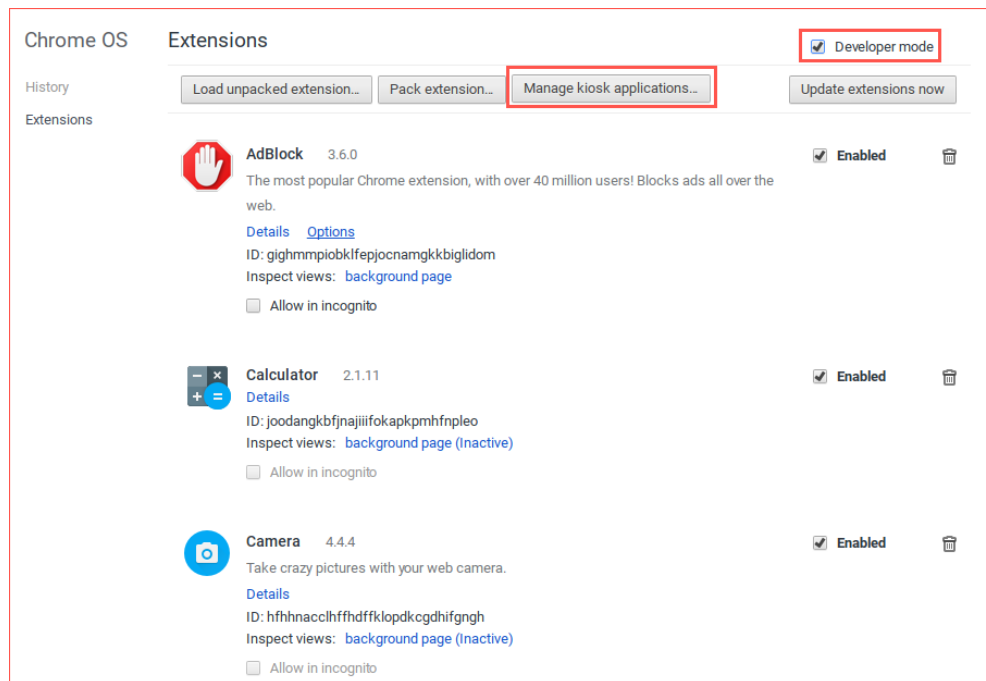 Chrome OS
Extensions
Developer mode
History
Extensions
Load unpacked extension...
Pack extension...
Manage kiosk applications...
Update extensions now
AdBlock 3.6.0
Enabled
The most popular Chrome extension, with over 40 million users! Blocks ads all over the
web.
Details Options
ID: gighmmpiobklfepjocnamgkkbiglidom
Inspect views: background page
Allow in incognito
Calculator 2.1.11
Enabled
Details
ID: joodangkbfjnajiiifokapkpmhfnpleo
Inspect views: background page (Inactive)
Allow in incognito
Camera 4.4.4
Enabled
Take crazy pictures with your web camera.
Details
ID: hfhhnacclhffhdffklopdkcgdhifgngh
Inspect views: background page (Inactive)
Allow in incognito